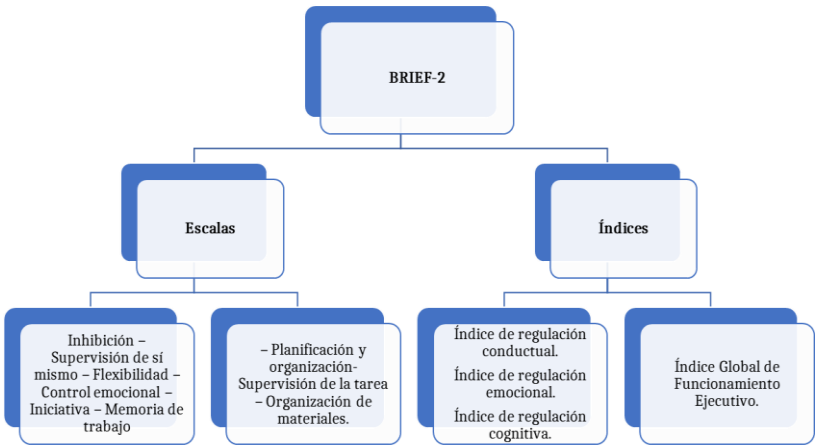 BRIEF-2
Escalas
Índices
Inhibición –
Supervisión de sí
mismo – Flexibilidad –
Control emocional –
Iniciativa – Memoria de
trabajo
– Planificación y
organización-
Supervisión de la tarea
– Organización de
materiales.
Índice de regulación
conductual.
Índice de regulación
emocional.
Índice de regulación
cognitiva.
Índice Global de
Funcionamiento
Ejecutivo.